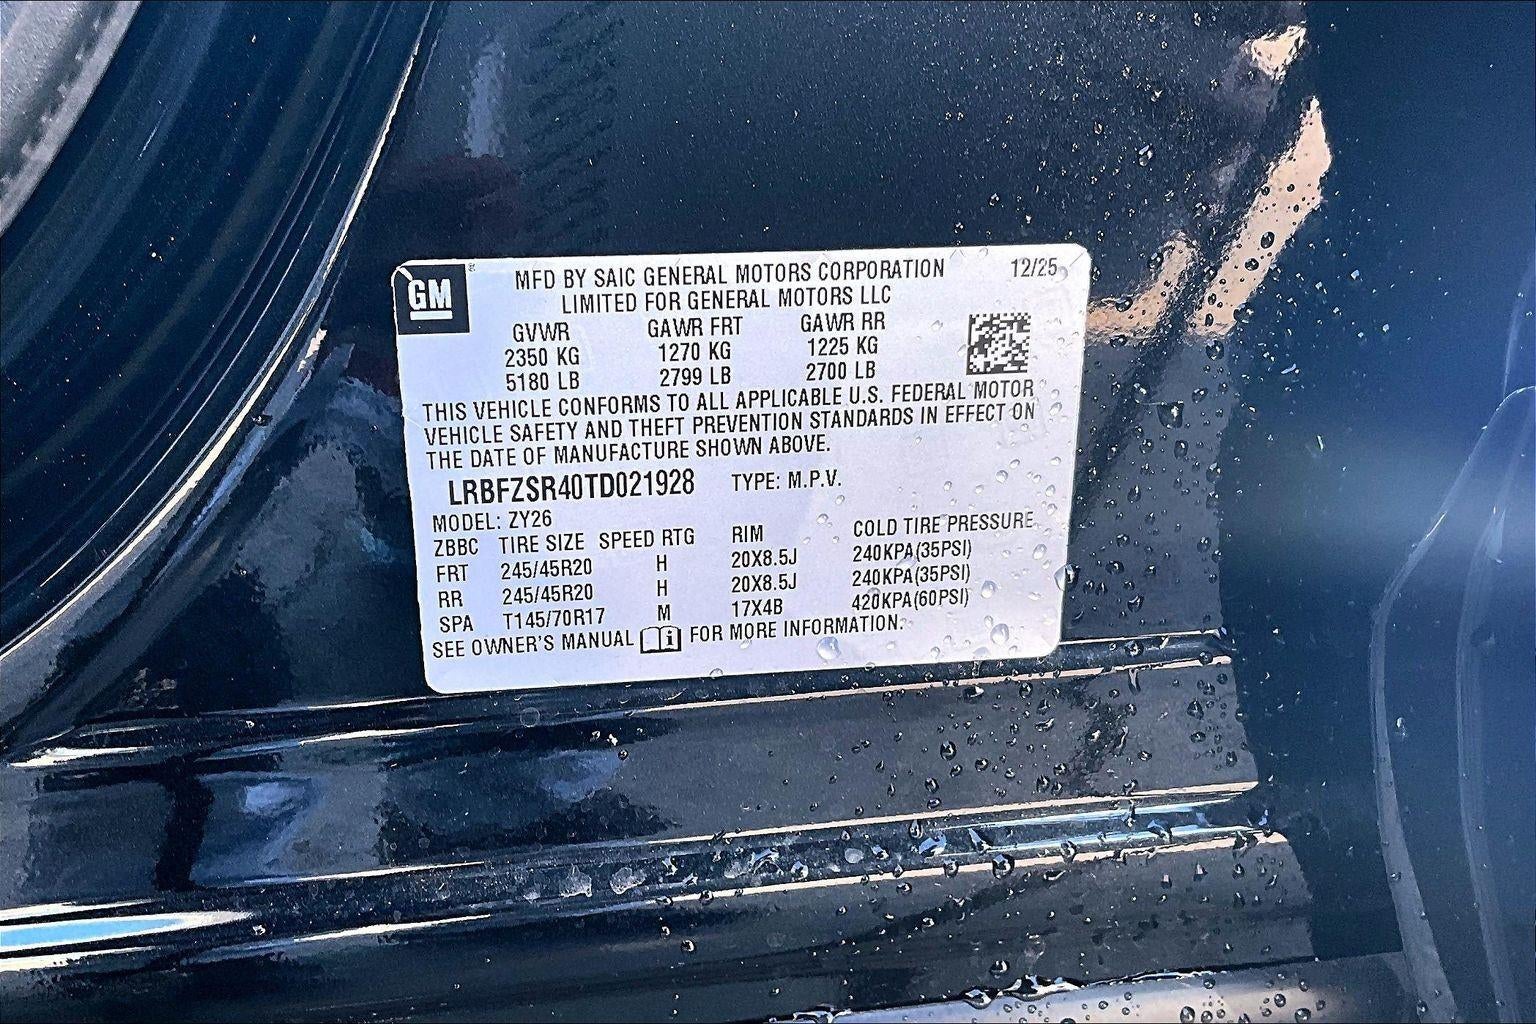 GM
MFD BY SAIC GENERAL MOTORS CORPORATION 12/25
LIMITED FOR GENERAL MOTORS LLC
GVWR GAWR FRT GAWR RR
2350 KG 1270 KG 1225 KG
5180 LB 2799 LB 2700 LB
THIS VEHICLE CONFORMS TO ALL APPLICABLE U.S. FEDERAL MOTOR
VEHICLE SAFETY AND THEFT PREVENTION STANDARDS IN EFFECT ON
THE DATE OF MANUFACTURE SHOWN ABOVE.
LRBFZSR40TD021928 TYPE: M.P.V.
MODEL: ZY26
ZBBC TIRE SIZE SPEED RTG RIM COLD TIRE PRESSURE
FRT 245/45R20 H 20X8.5J 240KPA(35PSI)
RR 245/45R20 H 20X8.5J 240KPA(35PSI)
SPA T145/70R17 M 17X4B 420KPA(60PSI)
SEE OWNER'S MANUAL i FOR MORE INFORMATION.